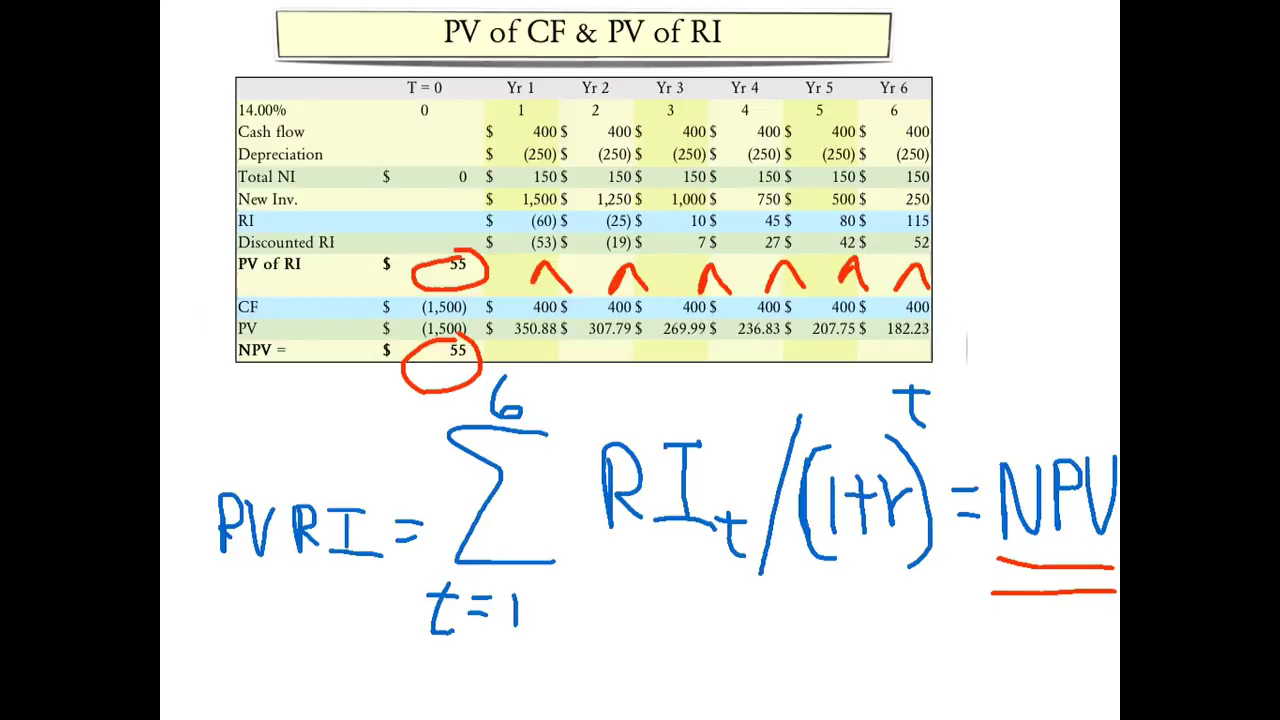 PV of CF & PV of RI
T = 0 Yr 1 Yr 2 Yr 3 Yr 4 Yr 5 Yr 6
14.00% 0 1 2 3 4 5 6
Cash flow $ 400 $ 400 $ 400 $ 400 $ 400 $ 400
Depreciation $ (250) $ (250) $ (250) $ (250) $ (250) $ (250)
Total NI $ 0 $ 150 $ 150 $ 150 $ 150 $ 150 $ 150
New Inv. $ 1,500 $ 1,250 $ 1,000 $ 750 $ 500 $ 250
RI $ (60) $ (25) $ 10 $ 45 $ 80 $ 115
Discounted RI $ (53) $ (19) $ 7 $ 27 $ 42 $ 52
PV of RI $ 55
CF $ (1,500) $ 400 $ 400 $ 400 $ 400 $ 400 $ 400
PV $ (1,500) $ 350.88 $ 307.79 $ 269.99 $ 236.83 $ 207.75 $ 182.23
NPV = $ 55
6 t
PVRI = Σ RI t / (1+r) = NPV
t = 1